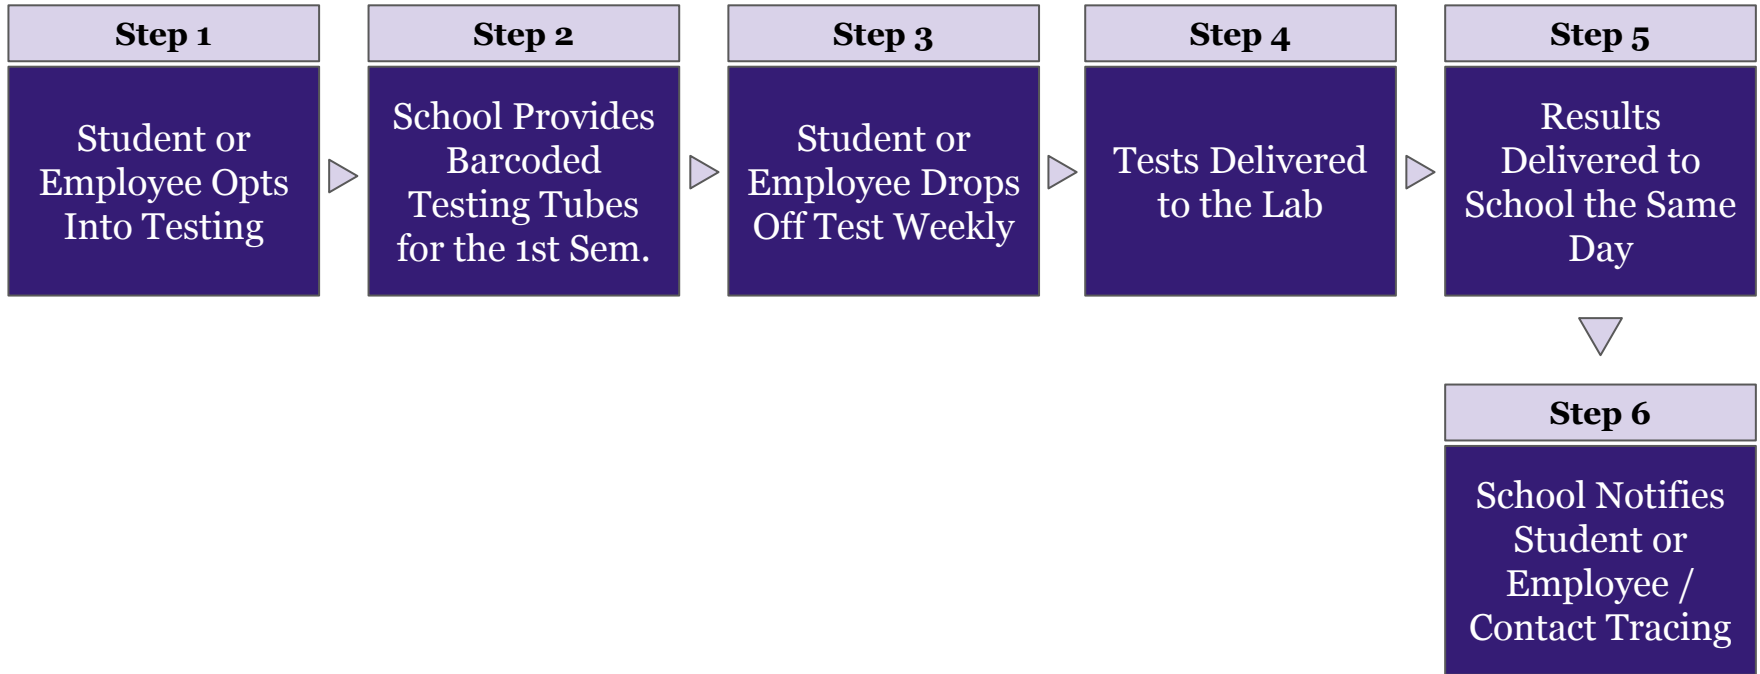 Step 1
Student or
Employee Opts
Into Testing
Step 2
School Provides
Barcoded
Testing Tubes
for the 1st Sem.
Step 3
Student or
Employee Drops
Off Test Weekly
Step 4
Tests Delivered
to the Lab
Step 5
Results
Delivered to
School the Same
Day
Step 6
School Notifies
Student or
Employee /
Contact Tracing